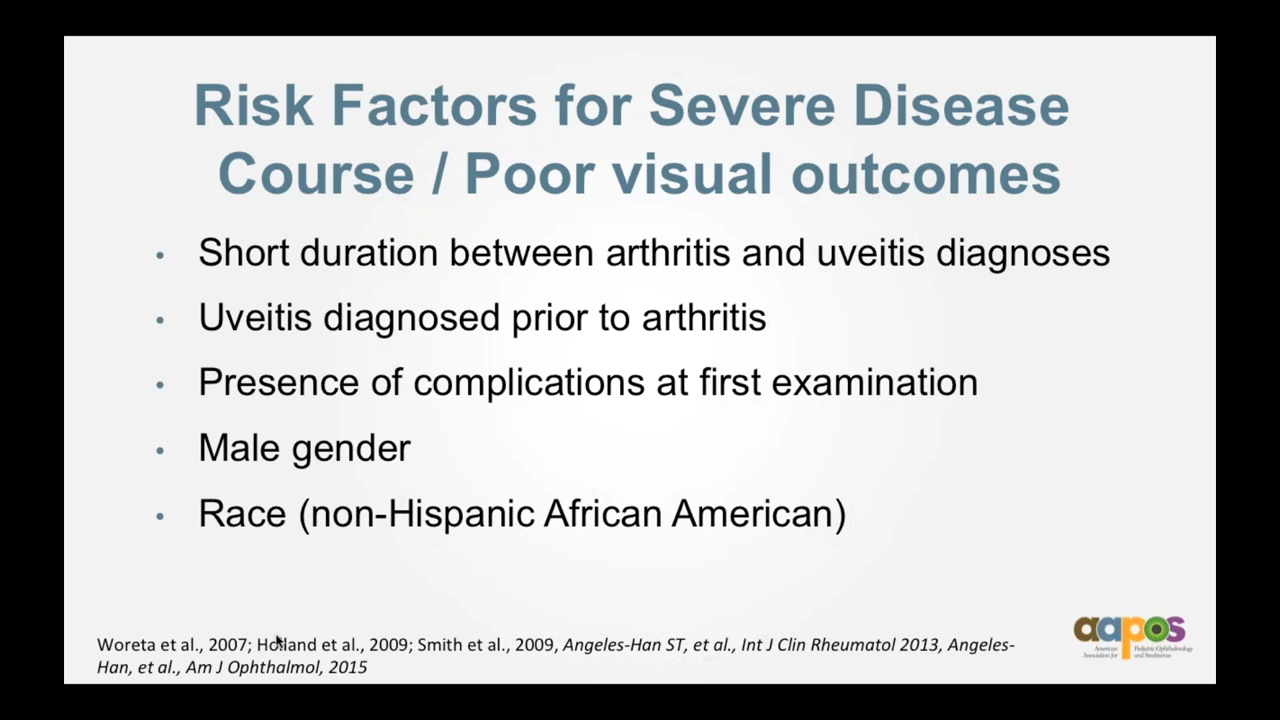 Risk Factors for Severe Disease
Course / Poor visual outcomes
• Short duration between arthritis and uveitis diagnoses
• Uveitis diagnosed prior to arthritis
• Presence of complications at first examination
• Male gender
• Race (non-Hispanic African American)
Woreta et al., 2007; Holland et al., 2009; Smith et al., 2009, Angeles-Han ST, et al., Int J Clin Rheumatol 2013, Angeles-
Han, et al., Am J Ophthalmol, 2015
aapos
American Pediatric Ophthalmology
Association for and Strabismus